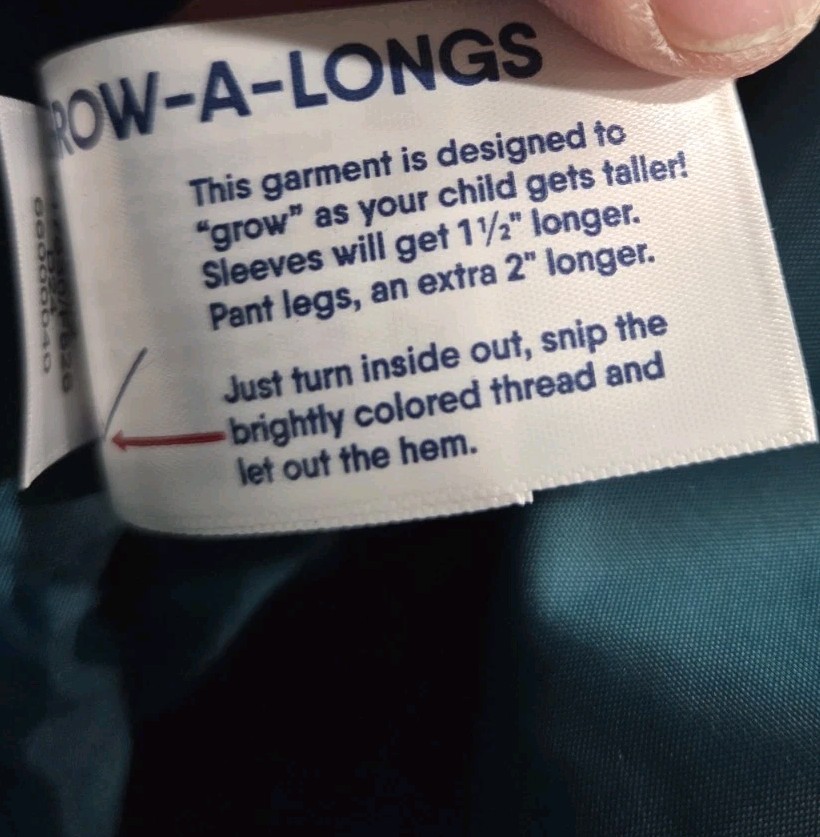 ROW-A-LONGS
This garment is designed to
"grow" as your child gets taller!
Sleeves will get 1½" longer.
Pant legs, an extra 2" longer.
Just turn inside out, snip the
brightly colored thread and
let out the hem.